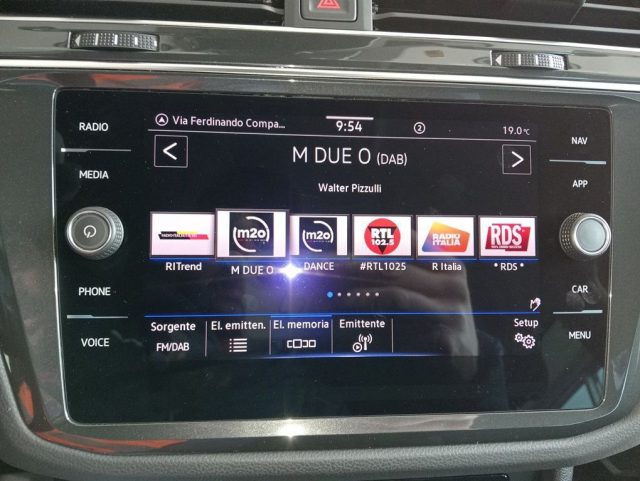 RADIO
MEDIA
PHONE
VOICE
Via Ferdinando Compa...
9:54
2
19.0 °C
M DUE O (DAB)
Walter Pizzulli
m2o
m2o
RTL
102.5
RADIO
ITALIA
RDS
RITrend
M DUE O
DANCE
#RTL1025
R Italia
* RDS *
Sorgente
FM/DAB
El. emitten.
El. memoria
Emittente
Setup
NAV
APP
CAR
MENU